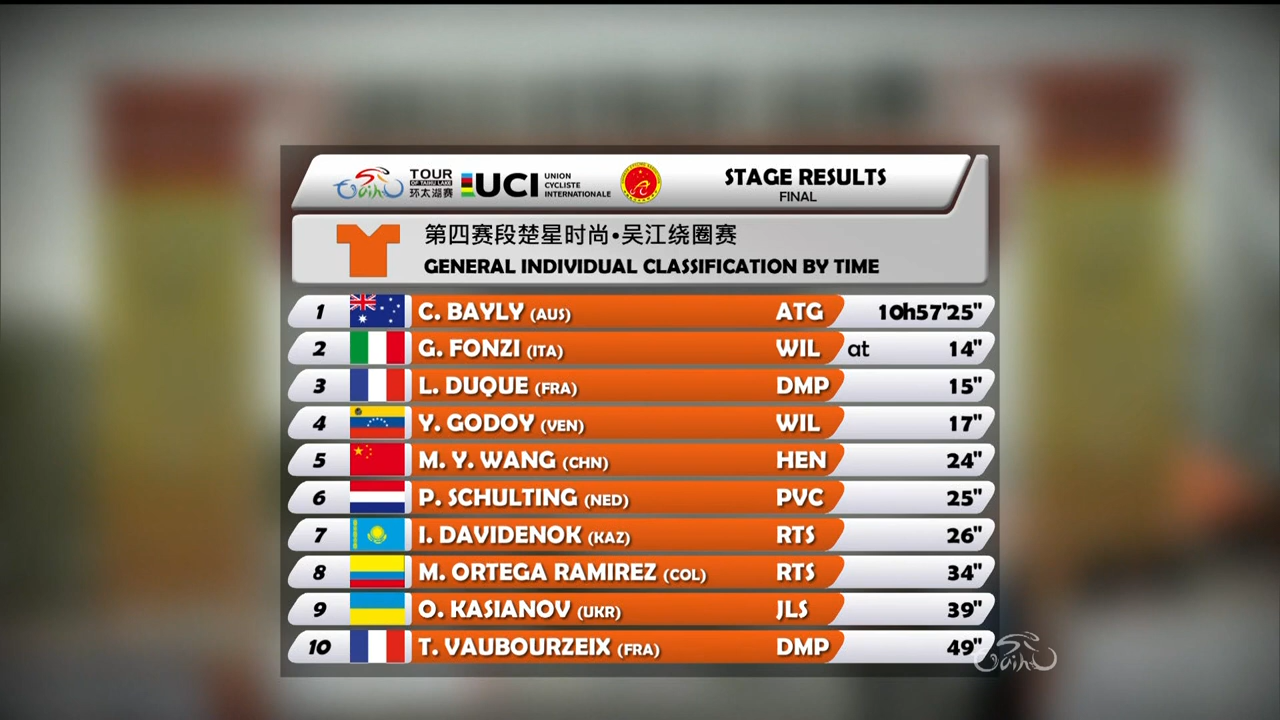 Taihu TOUR OF TAIHU LAKE 环太湖赛 UCI UNION CYCLISTE INTERNATIONALE STAGE RESULTS
FINAL
第四赛段楚星时尚•吴江绕圈赛
GENERAL INDIVIDUAL CLASSIFICATION BY TIME
1 C. BAYLY (AUS) ATG 10h57'25"
2 G. FONZI (ITA) WIL at 14"
3 L. DUQUE (FRA) DMP 15"
4 Y. GODOY (VEN) WIL 17"
5 M. Y. WANG (CHN) HEN 24"
6 P. SCHULTING (NED) PVC 25"
7 I. DAVIDENOK (KAZ) RTS 26"
8 M. ORTEGA RAMIREZ (COL) RTS 34"
9 O. KASIANOV (UKR) JLS 39"
10 T. VAUBOURZEIX (FRA) DMP 49"
Taihu